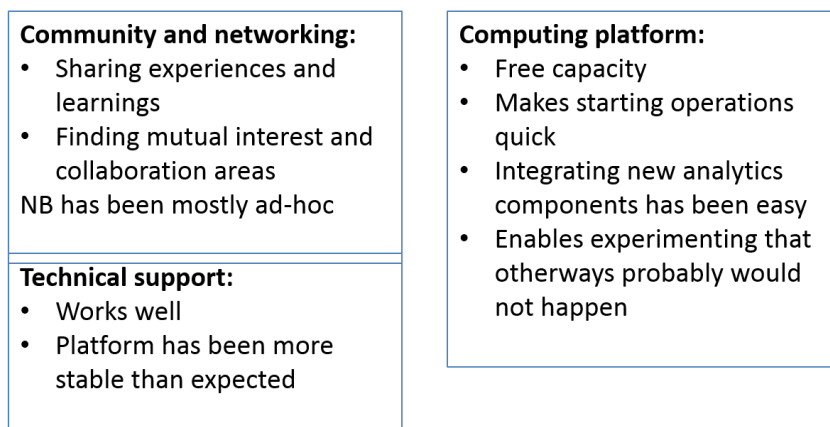 Community and networking:
• Sharing experiences and
learnings
• Finding mutual interest and
collaboration areas
NB has been mostly ad-hoc
Technical support:
• Works well
• Platform has been more
stable than expected
Computing platform:
• Free capacity
• Makes starting operations
quick
• Integrating new analytics
components has been easy
• Enables experimenting that
otherways probably would
not happen